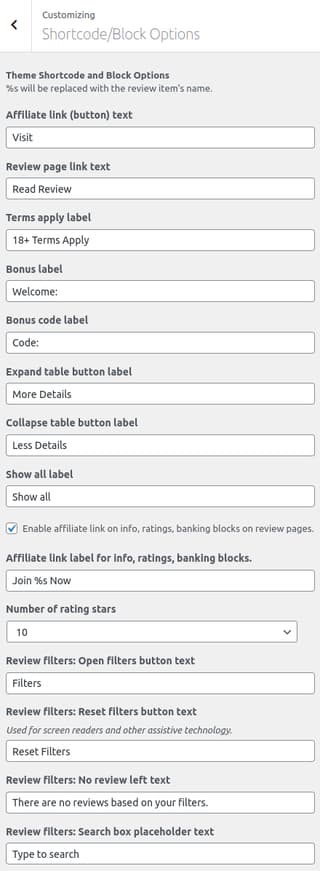 Customizing
Shortcode/Block Options
Theme Shortcode and Block Options
%s will be replaced with the review item's name.
Affiliate link (button) text
Visit
Review page link text
Read Review
Terms apply label
18+ Terms Apply
Bonus label
Welcome:
Bonus code label
Code:
Expand table button label
More Details
Collapse table button label
Less Details
Show all label
Show all
Enable affiliate link on info, ratings, banking blocks on review pages.
Affiliate link label for info, ratings, banking blocks.
Join %s Now
Number of rating stars
10
Review filters: Open filters button text
Filters
Review filters: Reset filters button text
Used for screen readers and other assistive technology.
Reset Filters
Review filters: No review left text
There are no reviews based on your filters.
Review filters: Search box placeholder text
Type to search